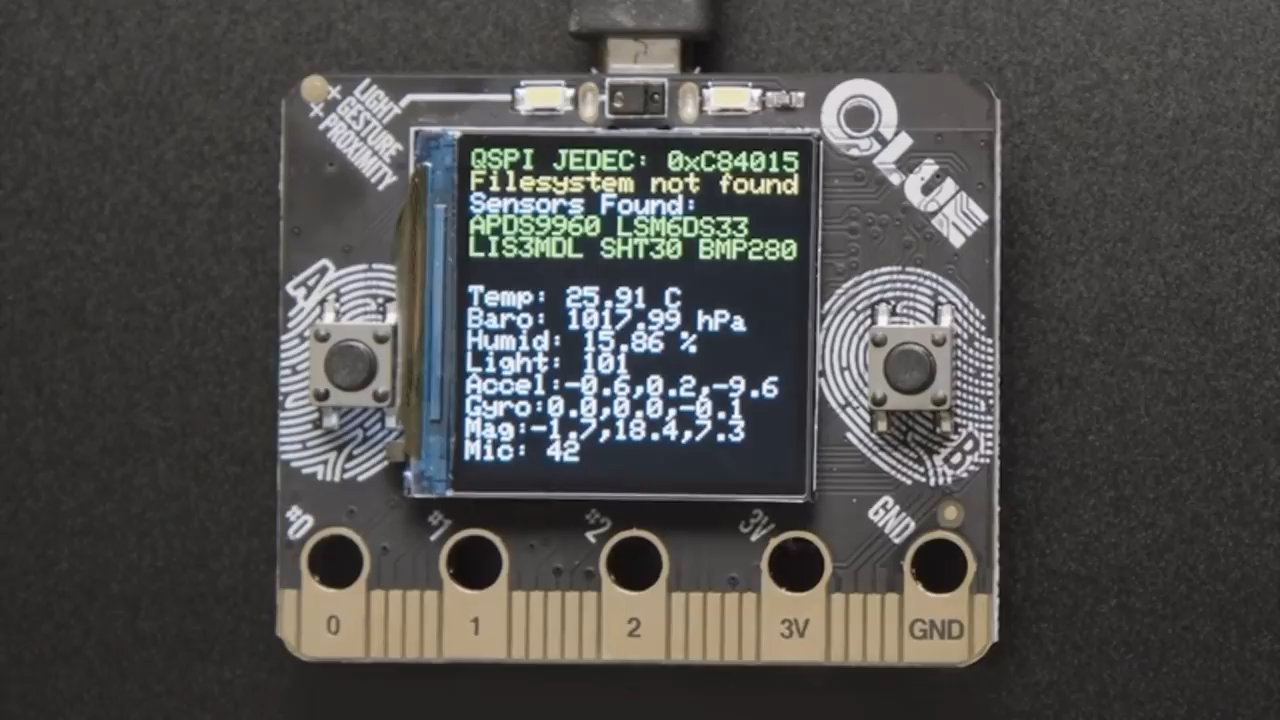 LIGHT
+ GESTURE
+ PROXIMITY
CLUE
QSPI JEDEC: 0xC84015
Filesystem not found
Sensors Found:
APDS9960 LSM6DS33
LIS3MDL SHT30 BMP280
Temp: 25.91 C
Baro: 1017.99 hPa
Humid: 15.86 %
Light: 101
Accel:-0.6,0.2,-9.6
Gyro:0.0,0.0,-0.1
Mag:-1.7,18.4,7.3
Mic: 42
A
B
#0 #1 #2 3V GND
0 1 2 3V GND